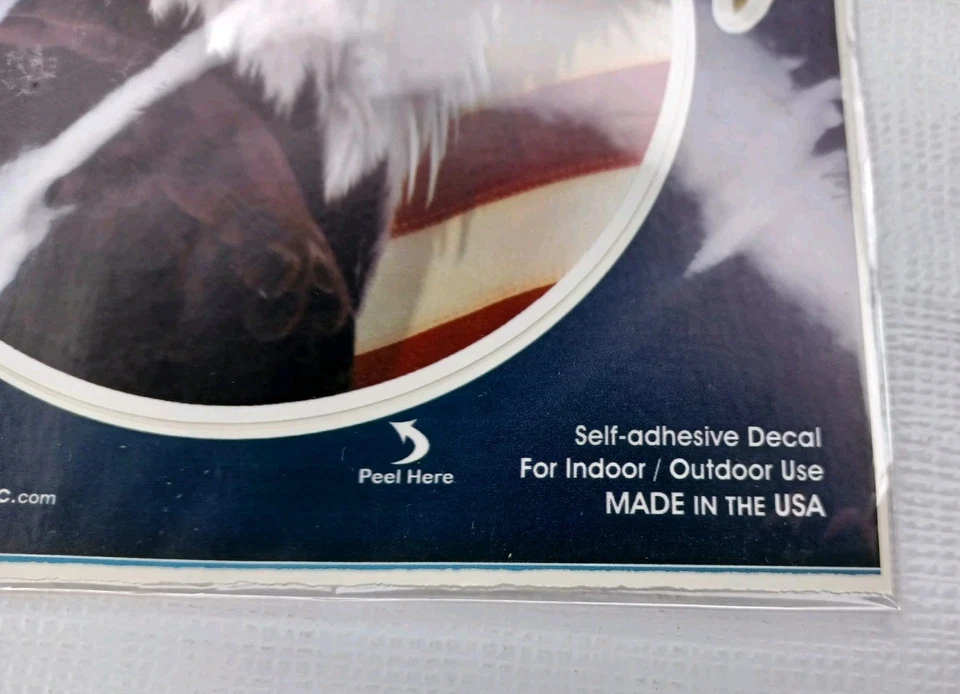 Self-adhesive Decal
For Indoor / Outdoor Use
MADE IN THE USA
Peel Here
C.com